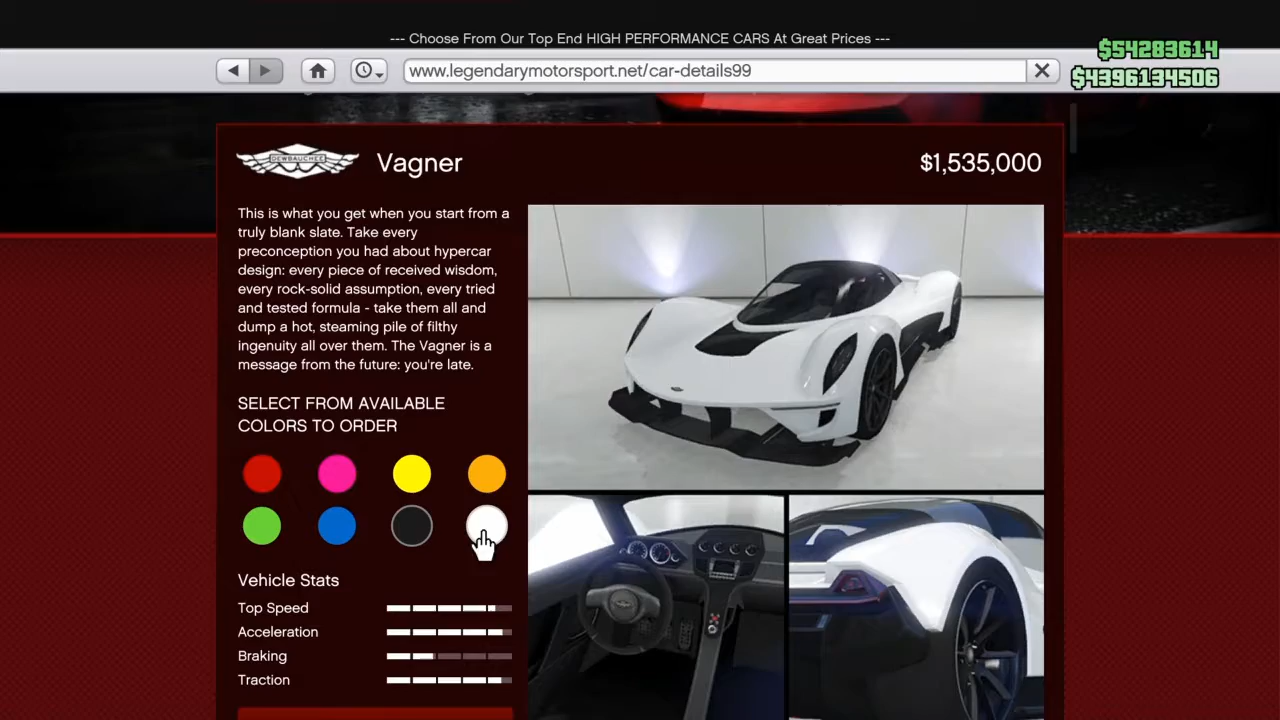 --- Choose From Our Top End HIGH PERFORMANCE CARS At Great Prices ---
$54283614
$4396134506
www.legendarymotorsport.net/car-details99
DEWBAUCHEE
Vagner
$1,535,000
This is what you get when you start from a
truly blank slate. Take every
preconception you had about hypercar
design: every piece of received wisdom,
every rock-solid assumption, every tried
and tested formula - take them all and
dump a hot, steaming pile of filthy
ingenuity all over them. The Vagner is a
message from the future: you're late.
SELECT FROM AVAILABLE
COLORS TO ORDER
Vehicle Stats
Top Speed
Acceleration
Braking
Traction